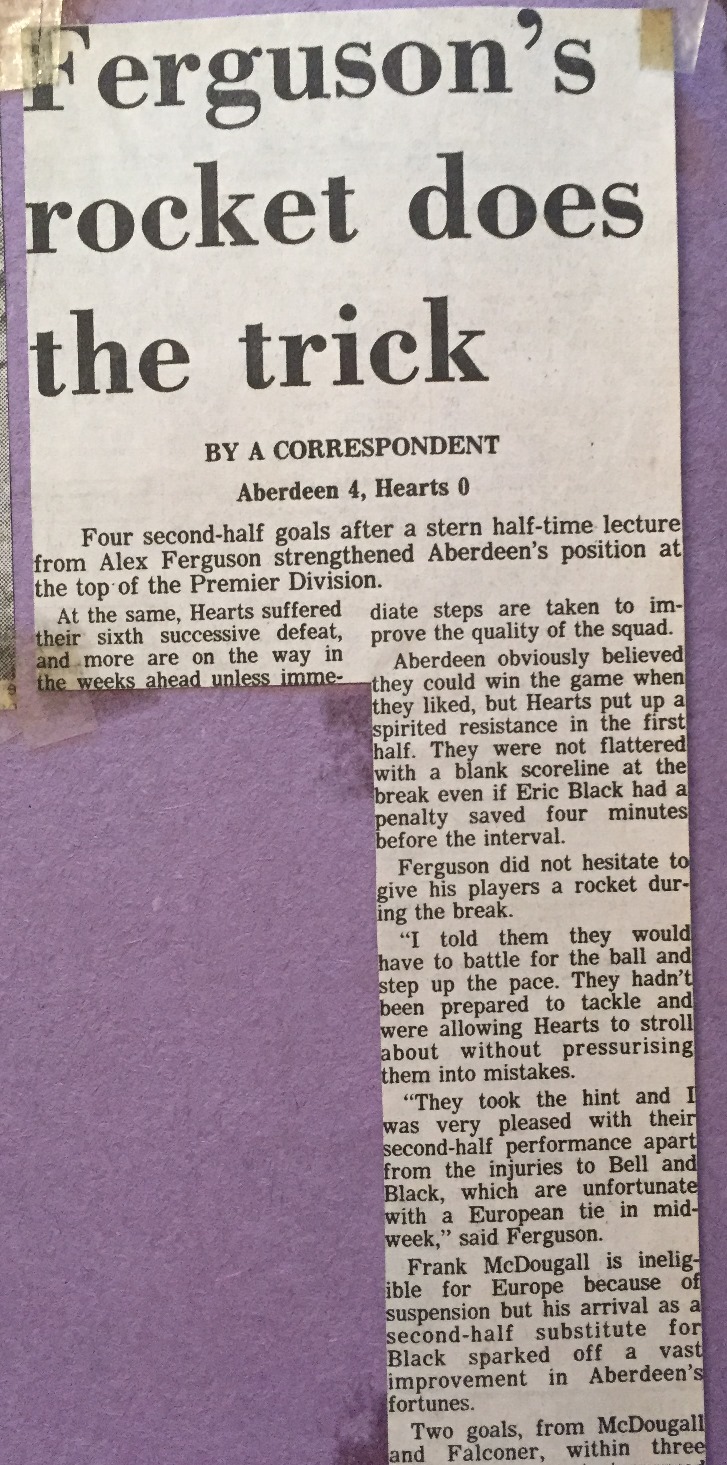 Ferguson's
rocket does
the trick
BY A CORRESPONDENT
Aberdeen 4, Hearts 0
Four second-half goals after a stern half-time lecture
from Alex Ferguson strengthened Aberdeen's position at
the top of the Premier Division.
At the same, Hearts suffered
their sixth successive defeat,
and more are on the way in
the weeks ahead unless imme-
diate steps are taken to im-
prove the quality of the squad.
Aberdeen obviously believed
they could win the game when
they liked, but Hearts put up a
spirited resistance in the first
half. They were not flattered
with a blank scoreline at the
break even if Eric Black had a
penalty saved four minutes
before the interval.
Ferguson did not hesitate to
give his players a rocket dur-
ing the break.
"I told them they would
have to battle for the ball and
step up the pace. They hadn't
been prepared to tackle and
were allowing Hearts to stroll
about without pressurising
them into mistakes.
"They took the hint and I
was very pleased with their
second-half performance apart
from the injuries to Bell and
Black, which are unfortunate
with a European tie in mid-
week," said Ferguson.
Frank McDougall is inelig-
ible for Europe because of
suspension but his arrival as a
second-half substitute for
Black sparked off a vast
improvement in Aberdeen's
fortunes.
Two goals, from McDougall
and Falconer, within three